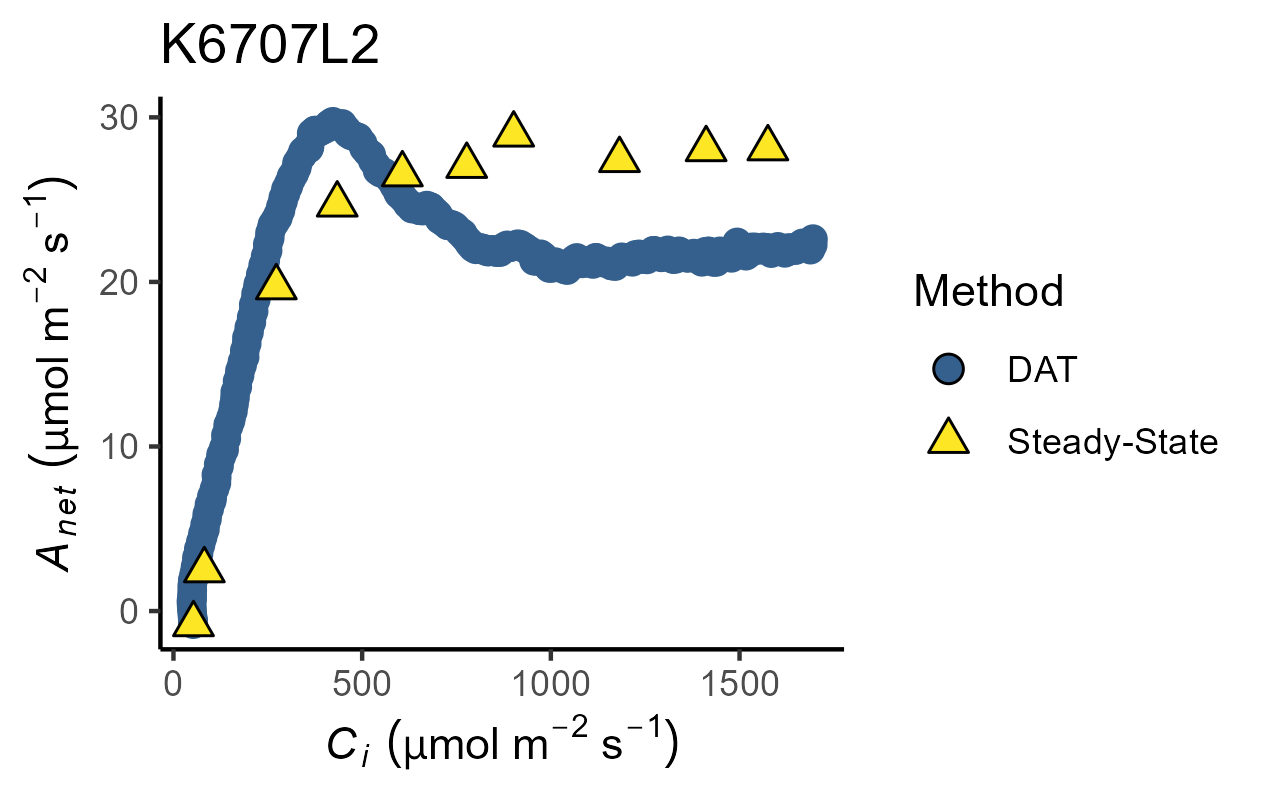 K6707L2
30
20
10
0
A_net (µmol m⁻² s⁻¹)
0 500 1000 1500
C_i (µmol m⁻² s⁻¹)
Method
DAT
Steady-State